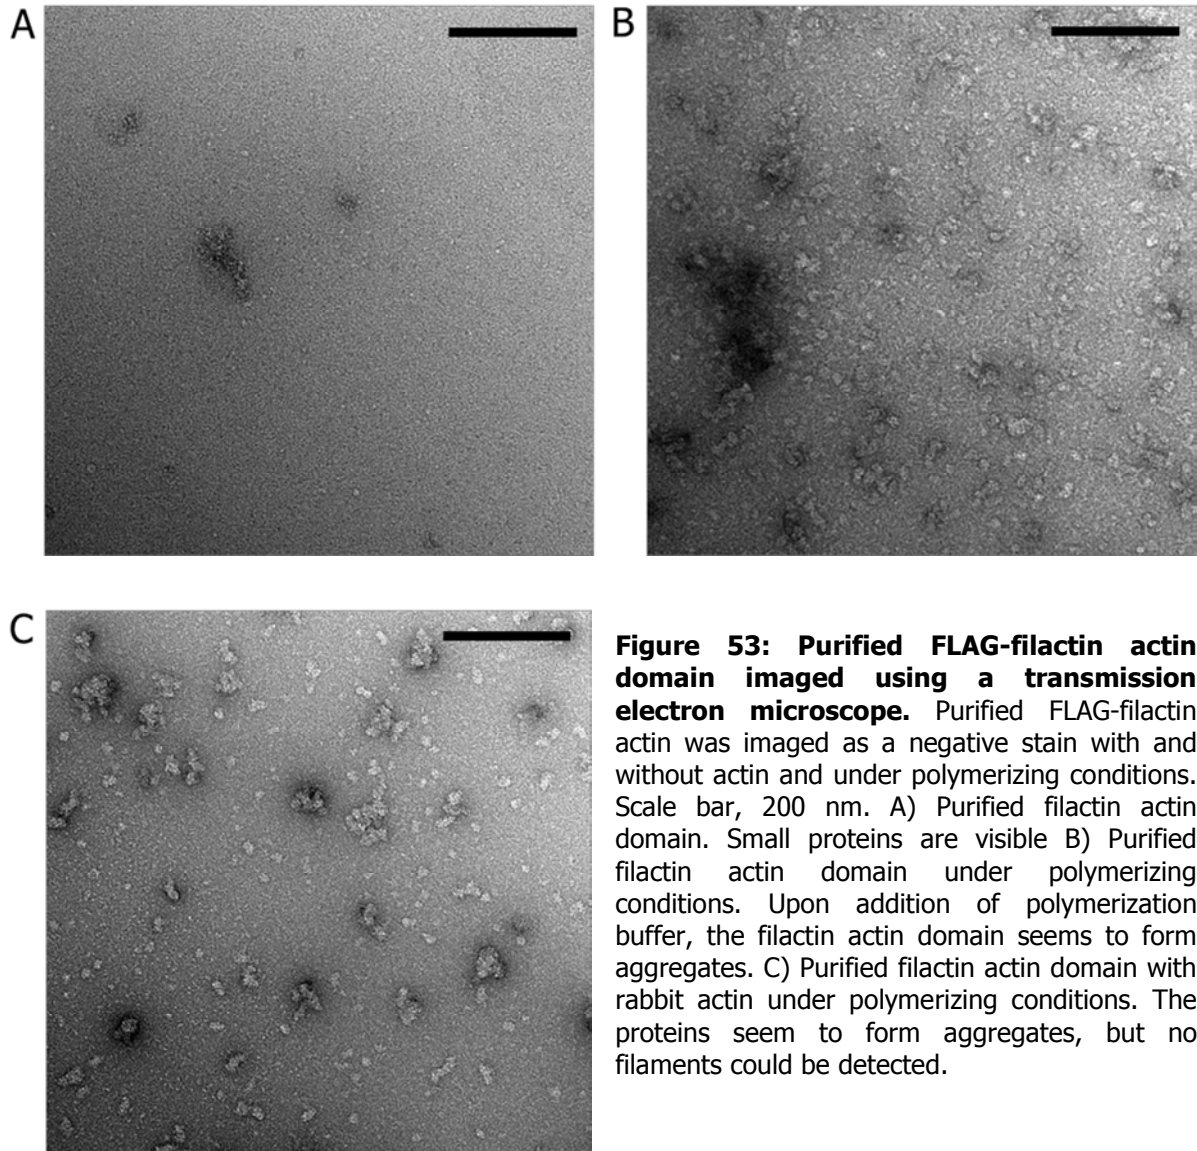 A
B
C
Figure 53: Purified FLAG-filactin actin
domain imaged using a transmission
electron microscope. Purified FLAG-filactin
actin was imaged as a negative stain with and
without actin and under polymerizing conditions.
Scale bar, 200 nm. A) Purified filactin actin
domain. Small proteins are visible B) Purified
filactin actin domain under polymerizing
conditions. Upon addition of polymerization
buffer, the filactin actin domain seems to form
aggregates. C) Purified filactin actin domain with
rabbit actin under polymerizing conditions. The
proteins seem to form aggregates, but no
filaments could be detected.